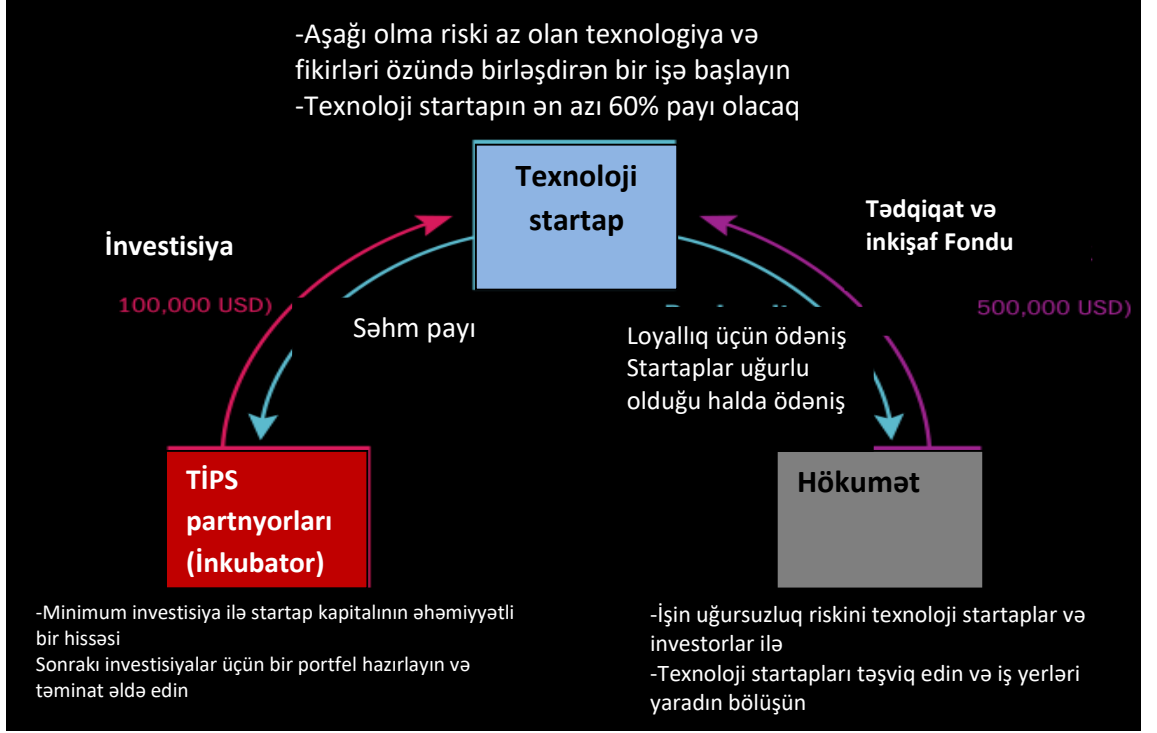 -Aşağı olma riski az olan texnologiya və
fikirləri özündə birləşdirən bir işə başlayın
-Texnoloji startapın ən azı 60% payı olacaq
Texnoloji
startap
İnvestisiya
100,000 USD)
Səhm payı
Tədqiqat və
inkişaf Fondu
500,000 USD)
Loyallıq üçün ödəniş
Startaplar uğurlu
olduğu halda ödəniş
TİPS
partnyorları
(İnkubator)
Hökumət
-Minimum investisiya ilə startap kapitalının əhəmiyyətli
bir hissəsi
Sonrakı investisiyalar üçün bir portfel hazırlayın və
təminat əldə edin
-İşin uğursuzluq riskini texnoloji startaplar və
investorlar ilə
-Texnoloji startapları təşviq edin və iş yerləri
yaradın bölüşün